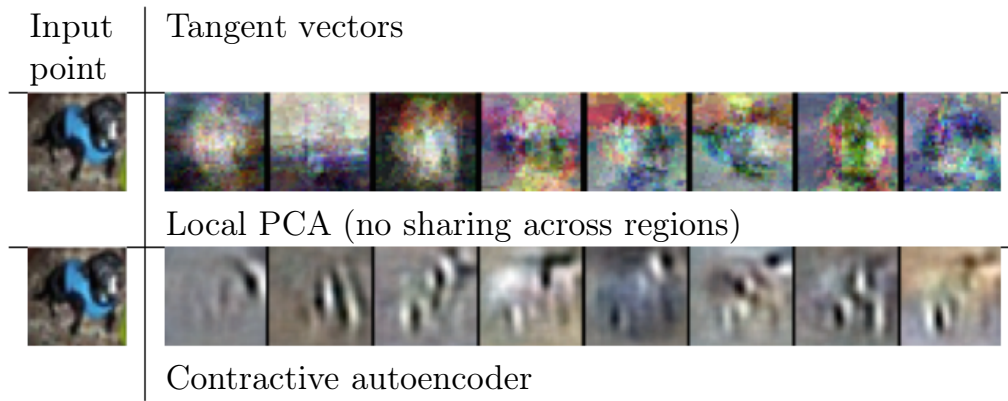 Input
point
Tangent vectors
Local PCA (no sharing across regions)
Contractive autoencoder